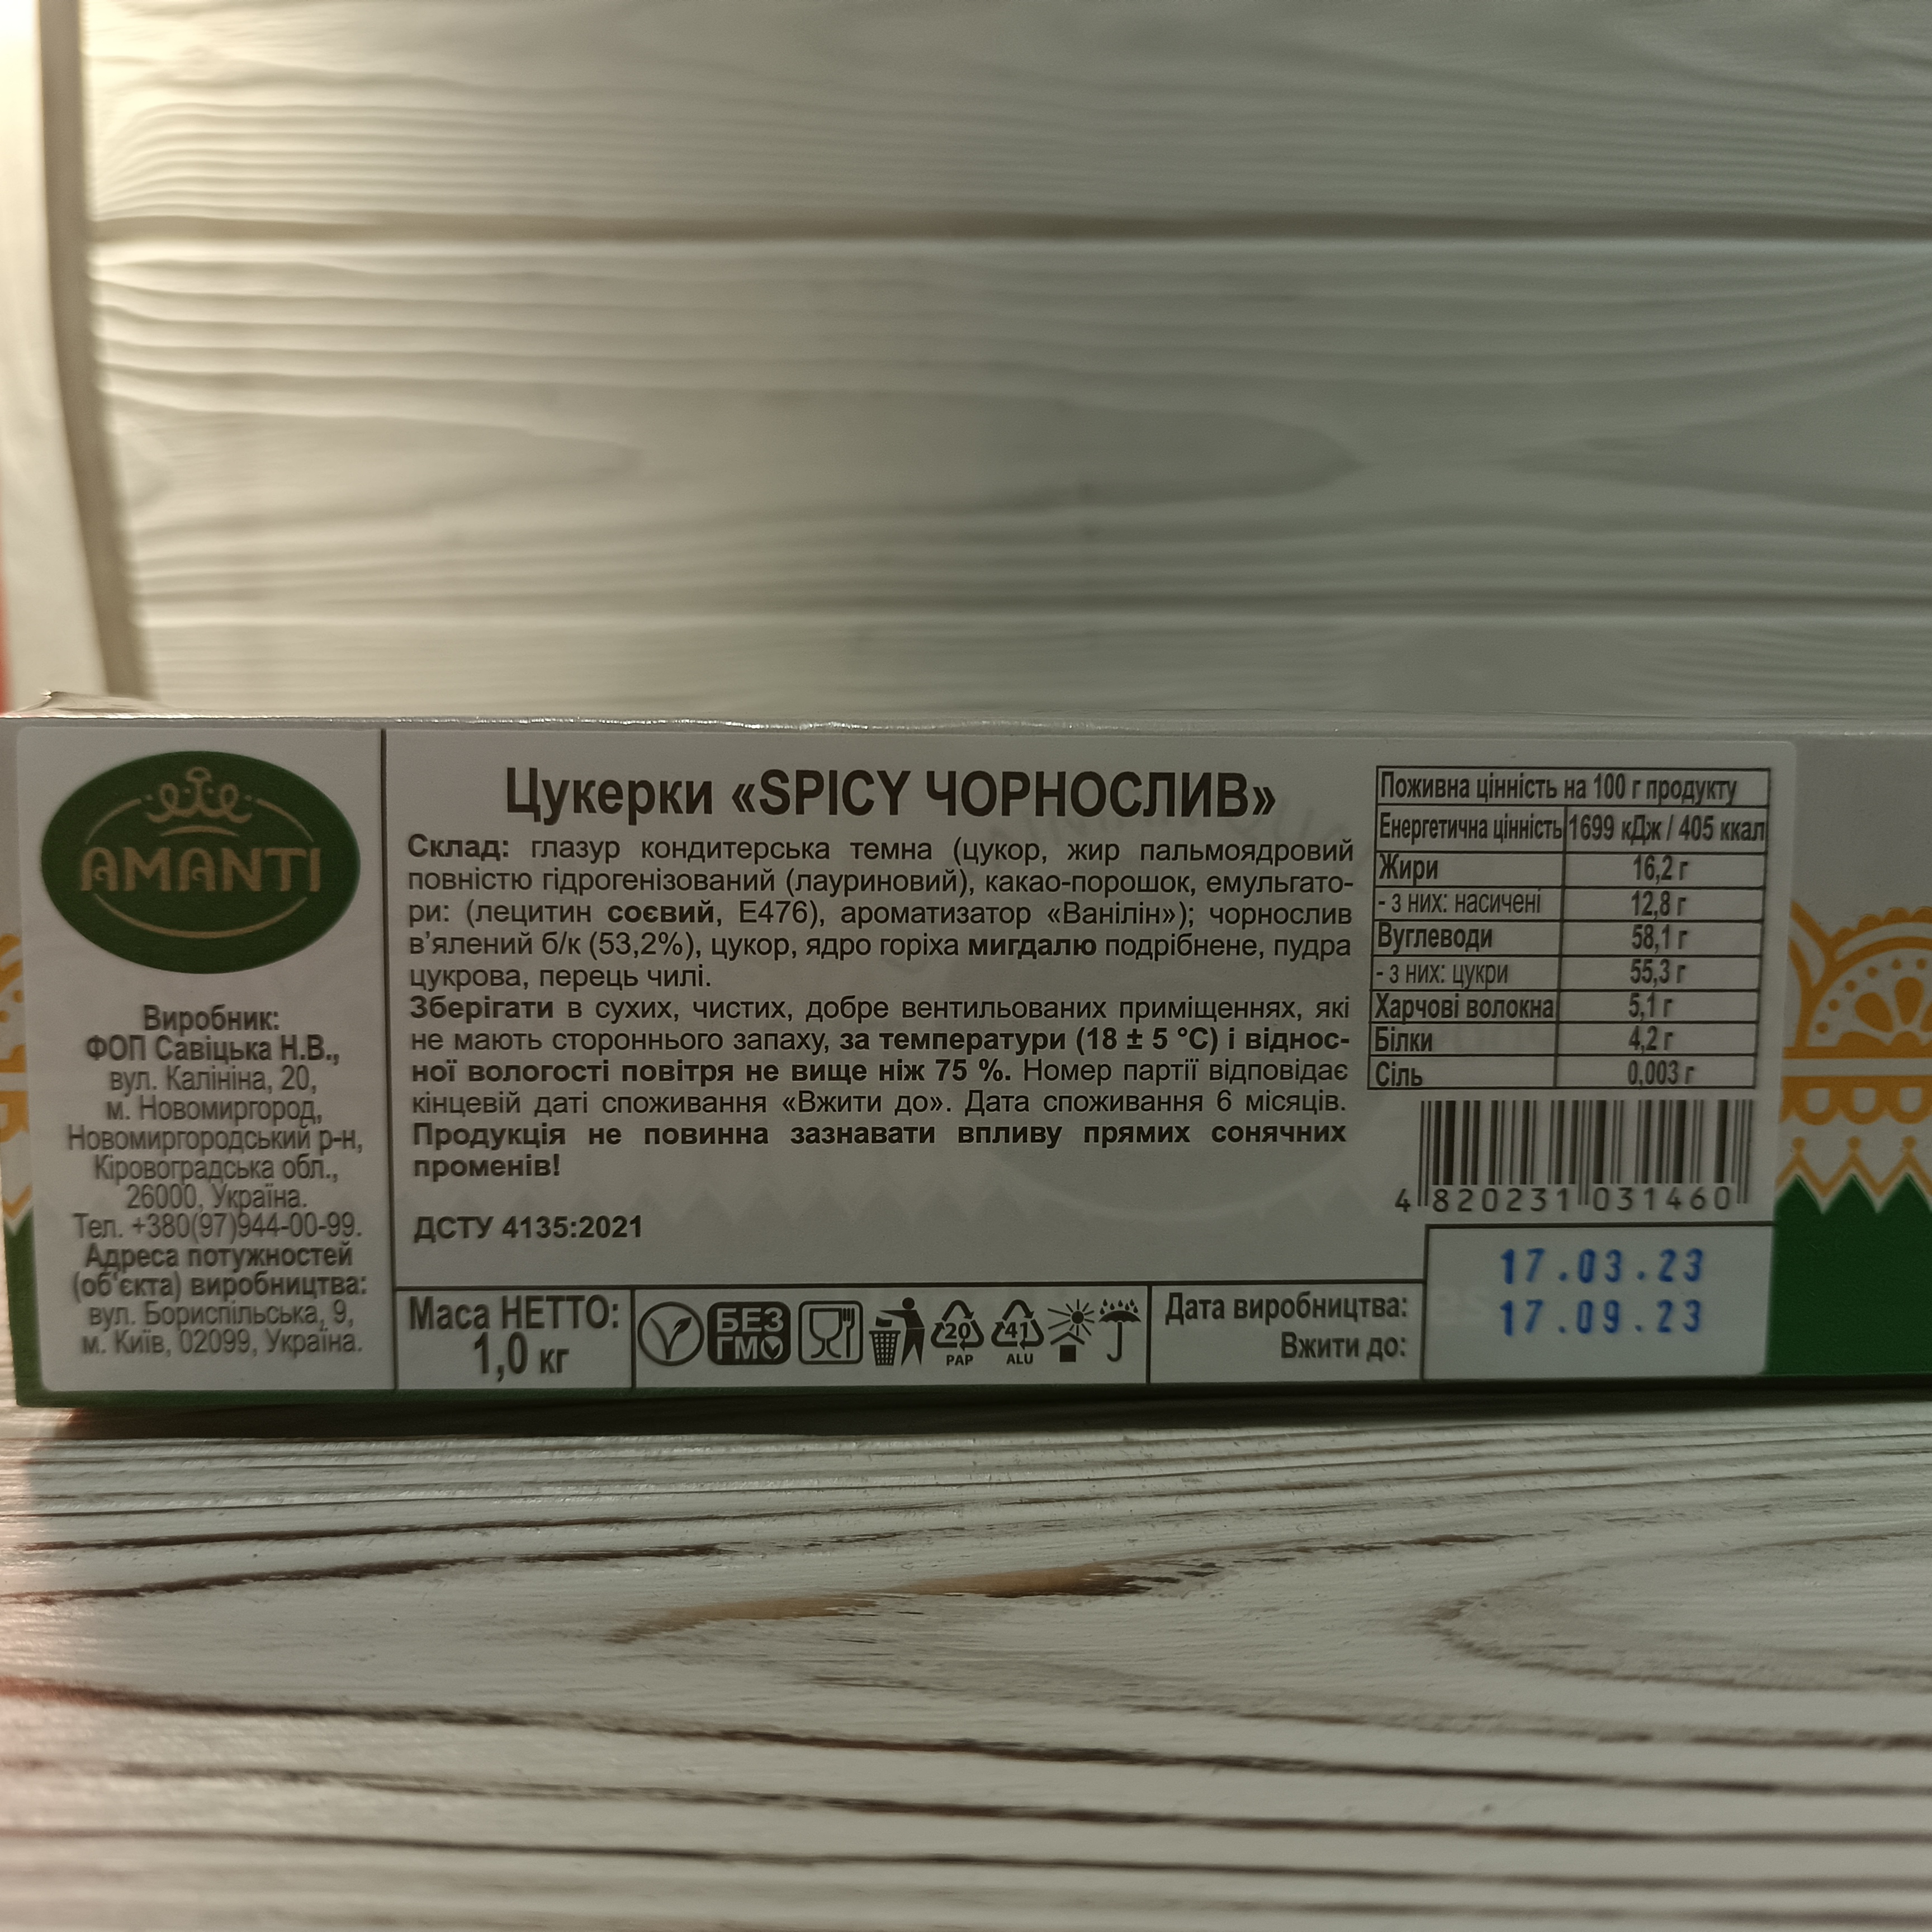 AMANTI
Виробник:
ФОП Савіцька Н.В.,
вул. Калініна, 20,
м. Новомиргород,
Новомиргородський р-н,
Кіровоградська обл.,
26000, Україна.
Тел. +380(97)944-00-99.
Адреса потужностей
(об'єкта) виробництва:
вул. Бориспільська, 9,
м. Київ, 02099, Україна.
Цукерки «SPICY ЧОРНОСЛИВ»
Склад: глазур кондитерська темна (цукор, жир пальмоядровий
повністю гідрогенізований (лауриновий), какао-порошок, емульгато-
ри: (лецитин соєвий, Е476), ароматизатор «Ванілін»); чорнослив
в’ялений б/к (53,2%), цукор, ядро горіха мигдалю подрібнене, пудра
цукрова, перець чилі.
Зберігати в сухих, чистих, добре вентильованих приміщеннях, які
не мають стороннього запаху, за температури (18 ± 5 °С) і віднос-
ної вологості повітря не вище ніж 75 %. Номер партії відповідає
кінцевій даті споживання «Вжити до». Дата споживання 6 місяців.
Продукція не повинна зазнавати впливу прямих сонячних
променів!
ДСТУ 4135:2021
Маса НЕТТО:
1,0 кг
БЕЗ
ГМО
20
PAP
41
ALU
Дата виробництва:
Вжити до:
Поживна цінність на 100 г продукту
Енергетична цінність 1699 кДж / 405 ккал
Жири 16,2 г
- з них: насичені 12,8 г
Вуглеводи 58,1 г
- з них: цукри 55,3 г
Харчові волокна 5,1 г
Білки 4,2 г
Сіль 0,003 г
4 820231 031460
17.03.23
17.09.23